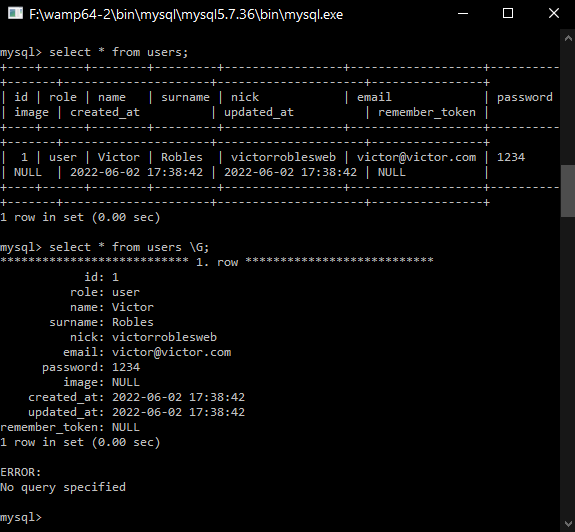 F:\wamp64-2\bin\mysql\mysql5.7.36\bin\mysql.exe
mysql> select * from users;
+----+------+--------+---------+-----------------+-------------------+----------
+-------+---------------------+---------------------+----------------+
| id | role | name   | surname | nick            | email             | password
| image | created_at          | updated_at          | remember_token |
+----+------+--------+---------+-----------------+-------------------+----------
+-------+---------------------+---------------------+----------------+
|  1 | user | Victor | Robles  | victorroblesweb | victor@victor.com | 1234
| NULL  | 2022-06-02 17:38:42 | 2022-06-02 17:38:42 | NULL           |
+----+------+--------+---------+-----------------+-------------------+----------
+-------+---------------------+---------------------+----------------+
1 row in set (0.00 sec)
mysql> select * from users \G;
*************************** 1. row ***************************
            id: 1
          role: user
          name: Victor
       surname: Robles
          nick: victorroblesweb
         email: victor@victor.com
      password: 1234
         image: NULL
    created_at: 2022-06-02 17:38:42
    updated_at: 2022-06-02 17:38:42
remember_token: NULL
1 row in set (0.00 sec)
ERROR:
No query specified
mysql>